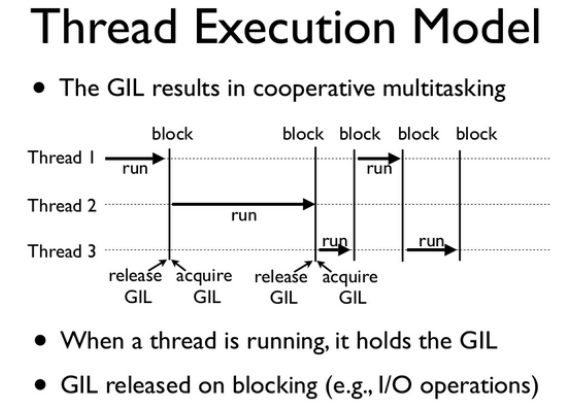 Thread Execution Model
• The GIL results in cooperative multitasking
block block block block block
Thread 1 run run
Thread 2 run
Thread 3 run run
release acquire release acquire
GIL GIL GIL GIL
• When a thread is running, it holds the GIL
• GIL released on blocking (e.g., I/O operations)